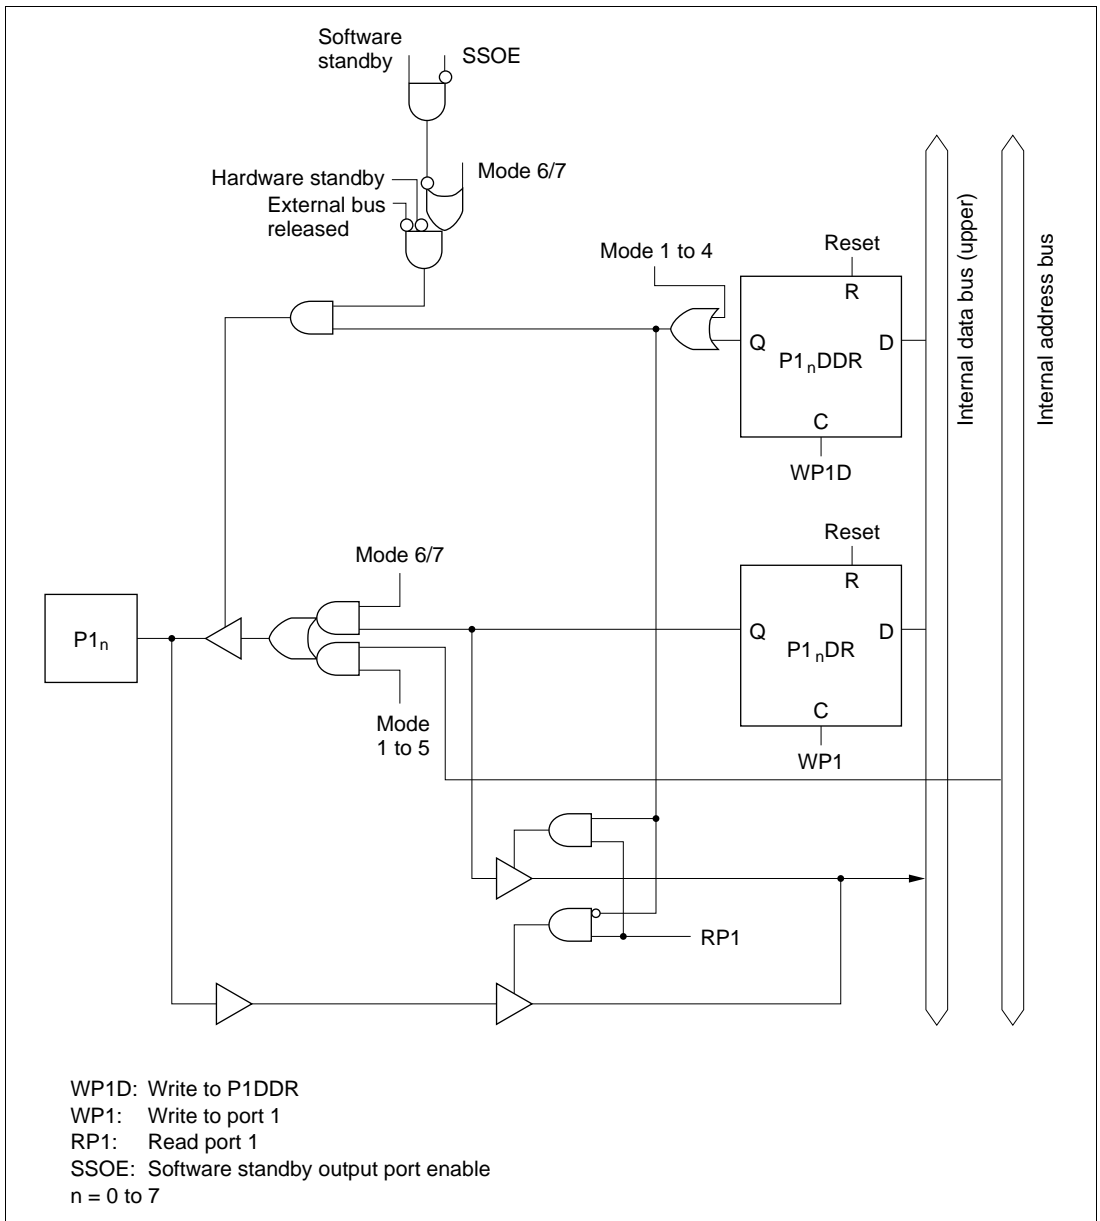 Software
standby
SSOE
Mode 6/7
Hardware standby
External bus
released
Mode 1 to 4
Reset
R
Q
D
P1nDDR
C
WP1D
Internal data bus (upper)
Internal address bus
Mode 6/7
Reset
R
P1n
Q
D
P1nDR
C
Mode
1 to 5
WP1
RP1
WP1D: Write to P1DDR
WP1: Write to port 1
RP1: Read port 1
SSOE: Software standby output port enable
n = 0 to 7